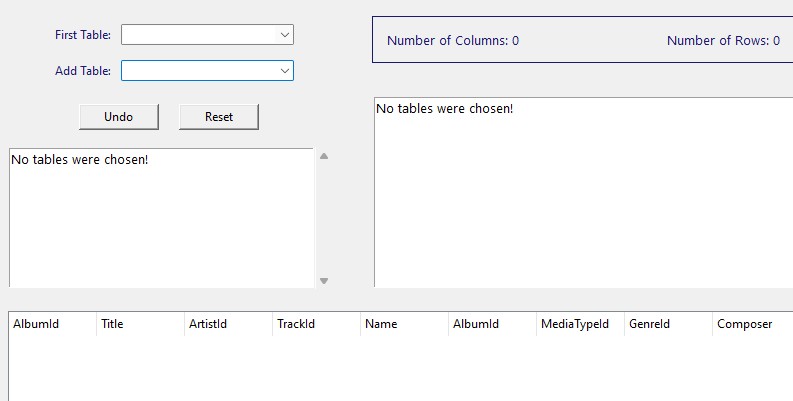 First Table:
Number of Columns: 0 Number of Rows: 0
Add Table:
Undo Reset
No tables were chosen!
No tables were chosen!
AlbumId Title ArtistId TrackId Name AlbumId MediaTypeId GenreId Composer